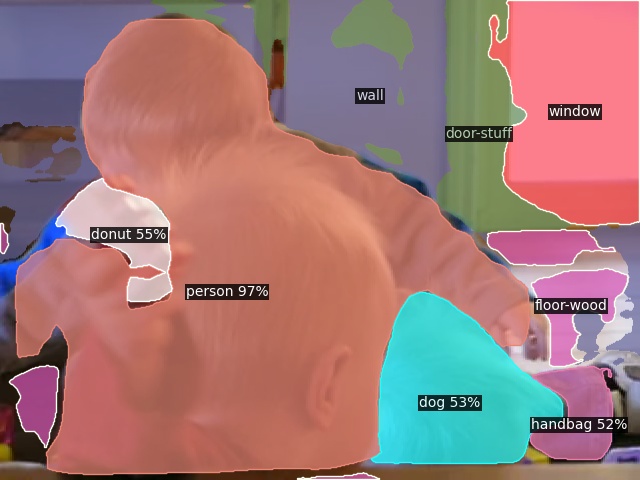 wall
window
door-stuff
donut 55%
person 97%
floor-wood
dog 53%
handbag 52%